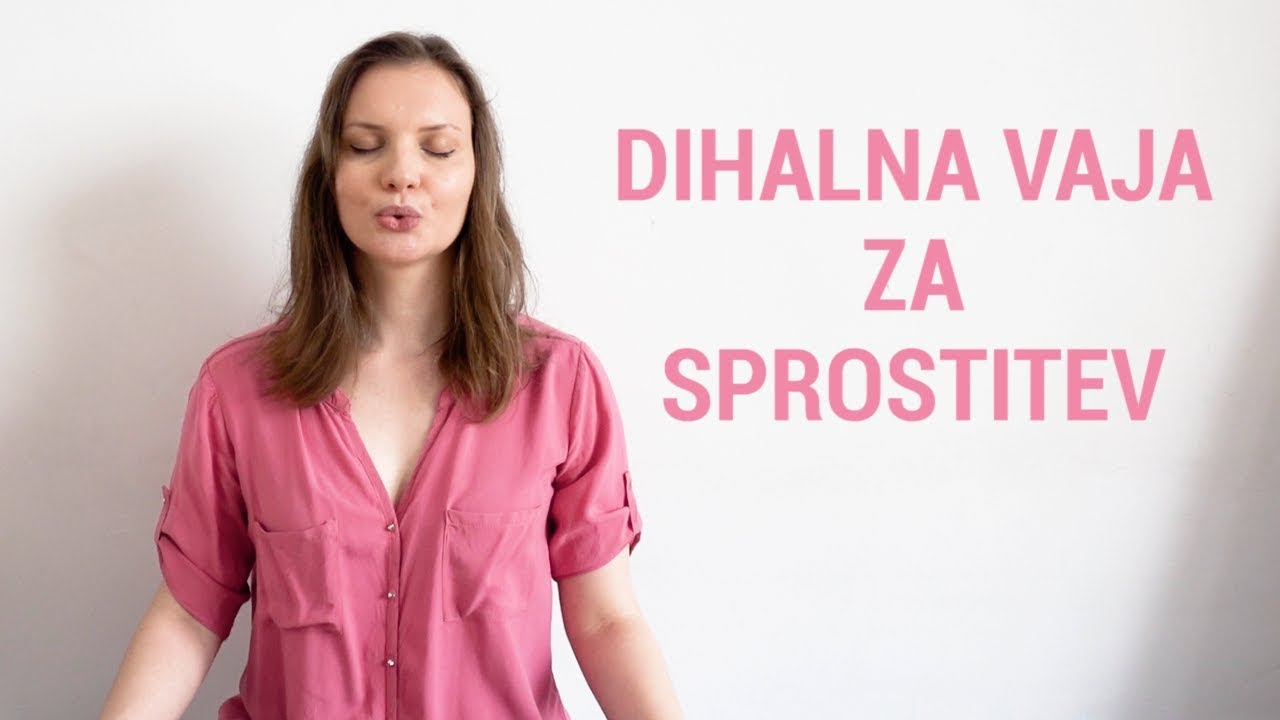 DIHALNA VAJA
ZA
SPROSTITEV